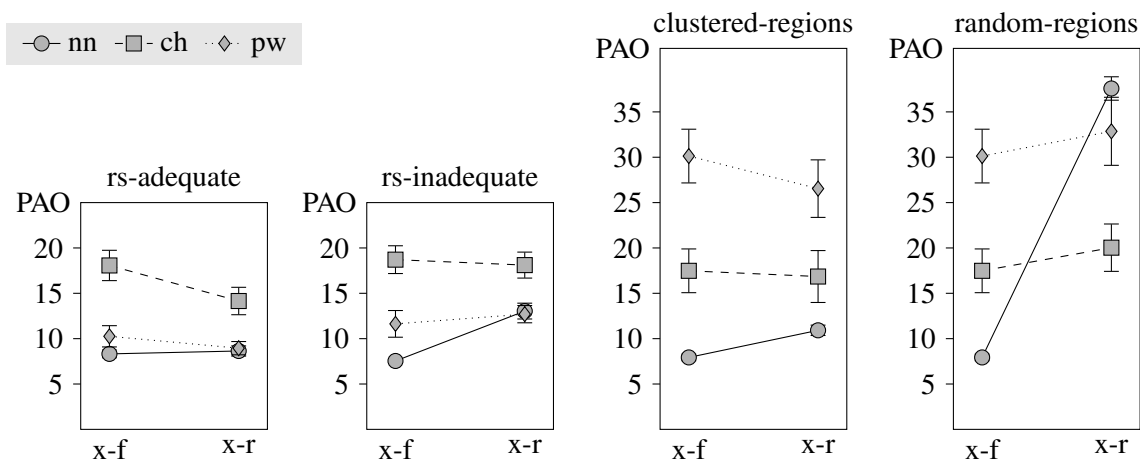 nn ch pw
rs-adequate
PAO
20
15
10
5
x-f x-r
rs-inadequate
PAO
20
15
10
5
x-f x-r
clustered-regions
PAO
35
30
25
20
15
10
5
x-f x-r
random-regions
PAO
35
30
25
20
15
10
5
x-f x-r